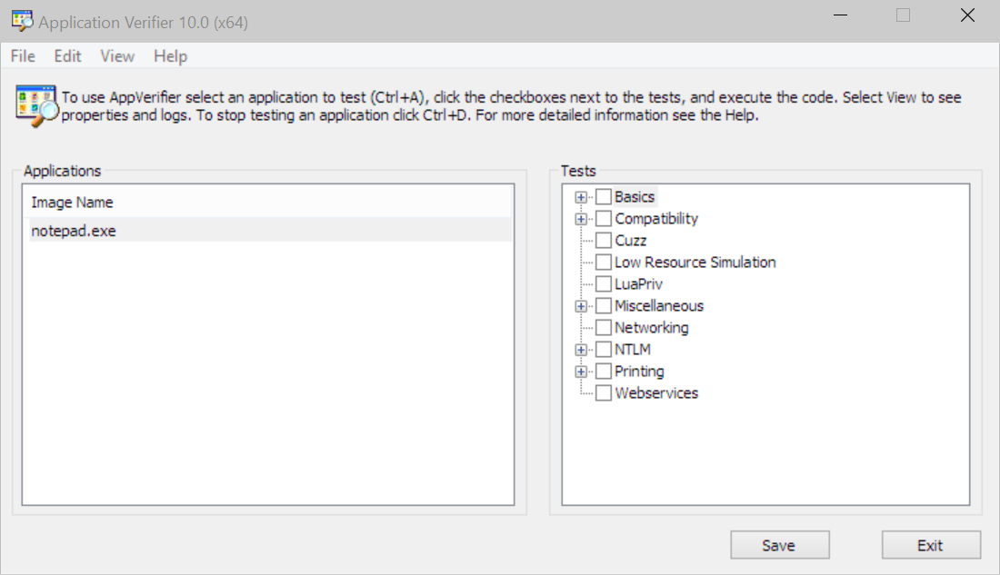 Application Verifier 10.0 (x64)
File Edit View Help
To use AppVerifier select an application to test (Ctrl+A), click the checkboxes next to the tests, and execute the code. Select View to see
properties and logs. To stop testing an application click Ctrl+D. For more detailed information see the Help.
Applications
Image Name
notepad.exe
Tests
Basics
Compatibility
Cuzz
Low Resource Simulation
LuaPriv
Miscellaneous
Networking
NTLM
Printing
Webservices
Save
Exit